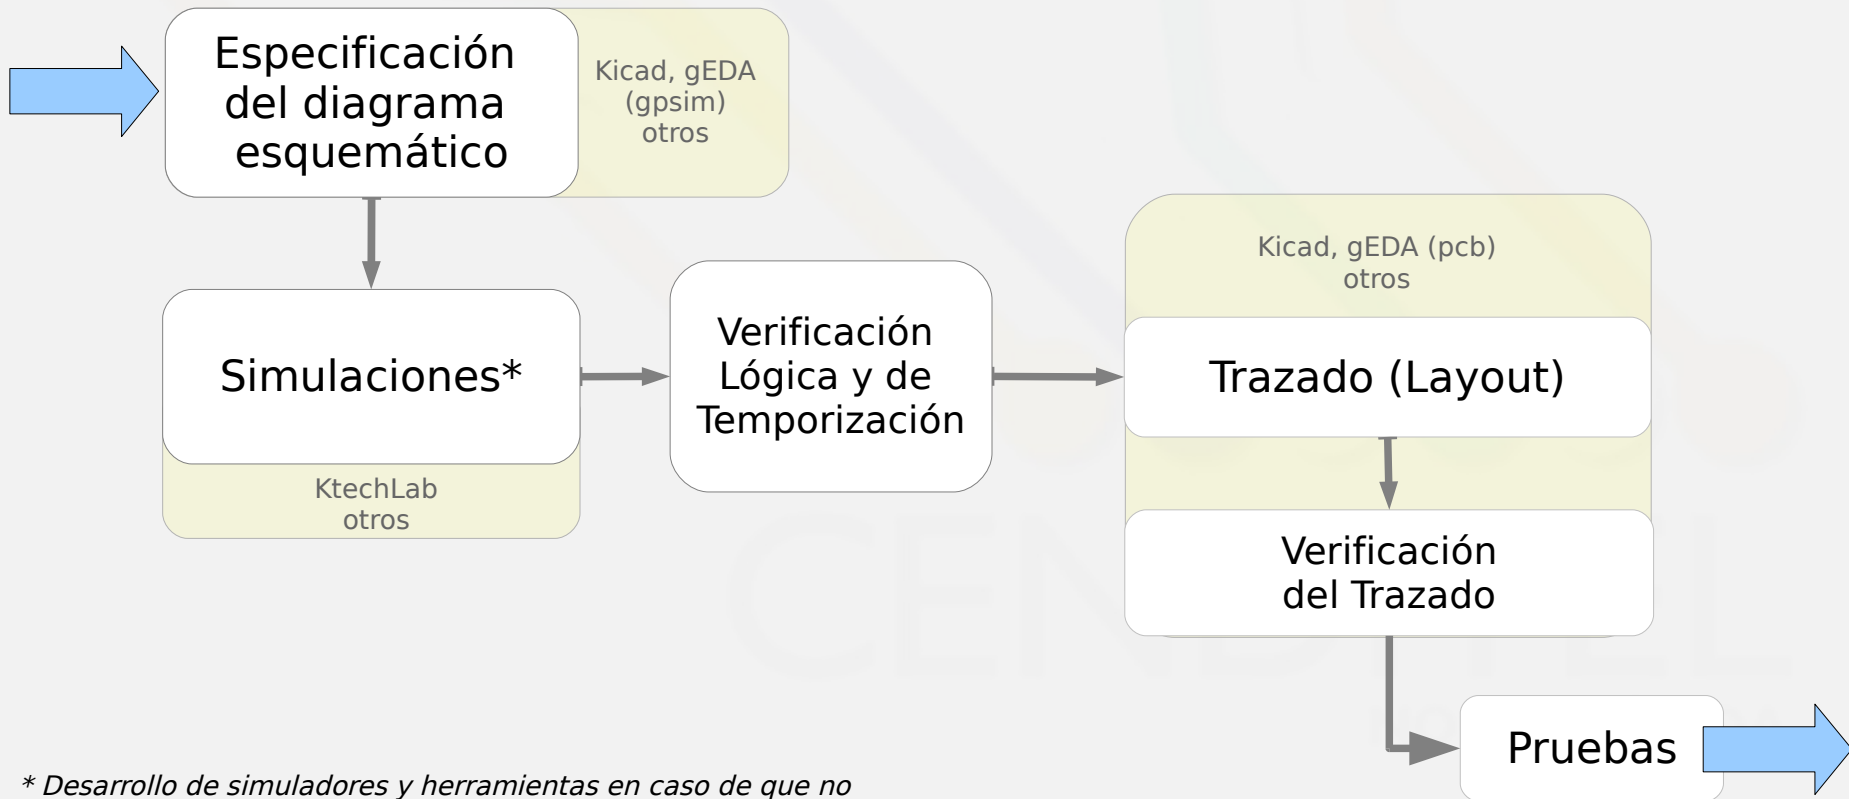 Especificación
del diagrama
esquemático
Kicad, gEDA
(gpsim)
otros
Simulaciones*
KtechLab
otros
Verificación
Lógica y de
Temporización
Kicad, gEDA (pcb)
otros
Trazado (Layout)
Verificación
del Trazado
Pruebas
CENDITEL
* Desarrollo de simuladores y herramientas en caso de que no